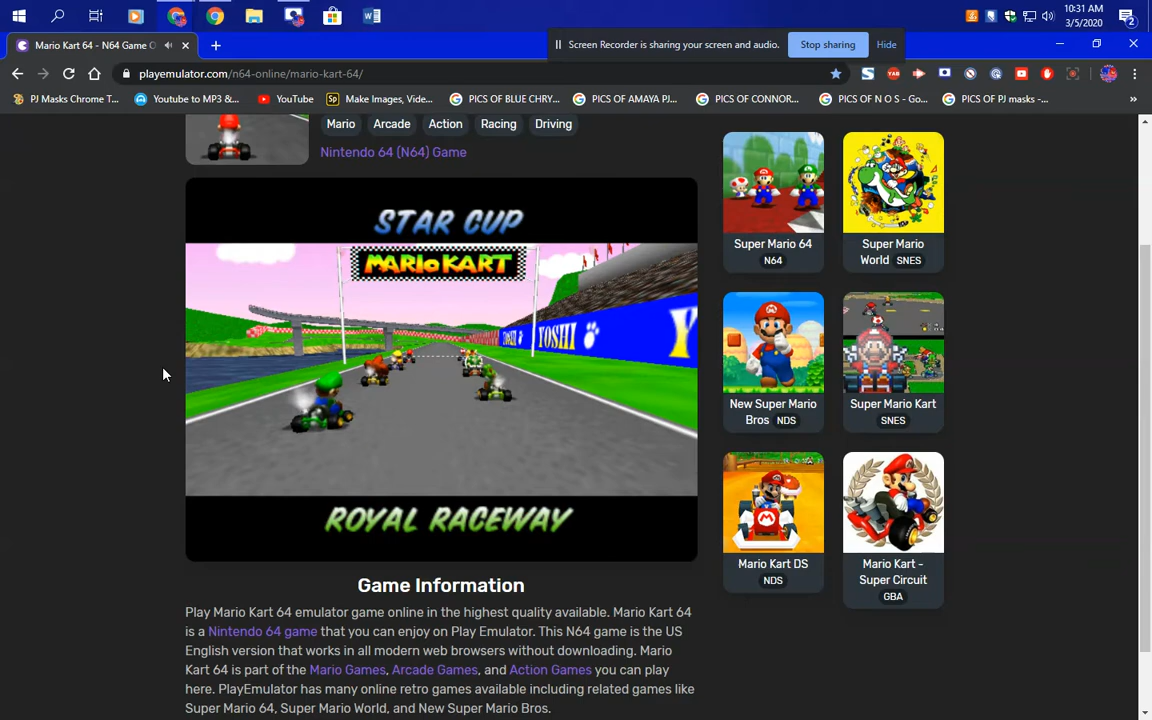 10:31 AM
3/5/2020
2
Mario Kart 64 - N64 Game O
Screen Recorder is sharing your screen and audio.
Stop sharing
Hide
playemulator.com/n64-online/mario-kart-64/
PJ Masks Chrome T...
Youtube to MP3 &...
YouTube
Make Images, Vide...
PICS OF BLUE CHRY...
PICS OF AMAYA PJ...
PICS OF CONNOR...
PICS OF N O S - Go...
PICS OF PJ masks -...
Mario
Arcade
Action
Racing
Driving
Nintendo 64 (N64) Game
STAR CUP
MARIO KART
YOSHI
YOSHI
Y
ROYAL RACEWAY
Super Mario 64
N64
Super Mario
World SNES
New Super Mario
Bros NDS
Super Mario Kart
SNES
Mario Kart DS
NDS
Mario Kart -
Super Circuit
GBA
Game Information
Play Mario Kart 64 emulator game online in the highest quality available. Mario Kart 64
is a Nintendo 64 game that you can enjoy on Play Emulator. This N64 game is the US
English version that works in all modern web browsers without downloading. Mario
Kart 64 is part of the Mario Games, Arcade Games, and Action Games you can play
here. PlayEmulator has many online retro games available including related games like
Super Mario 64, Super Mario World, and New Super Mario Bros.